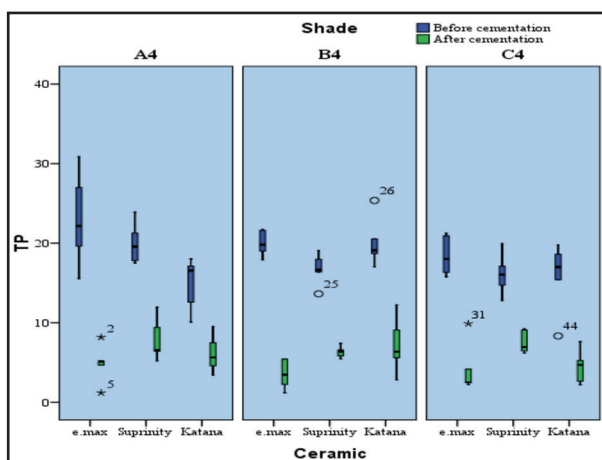 Shade
Before cementation
After cementation
A4
B4
C4
40
30
20
10
0
TP
2
5
25
26
31
44
e.max Suprinity Katana
e.max Suprinity Katana
e.max Suprinity Katana
Ceramic